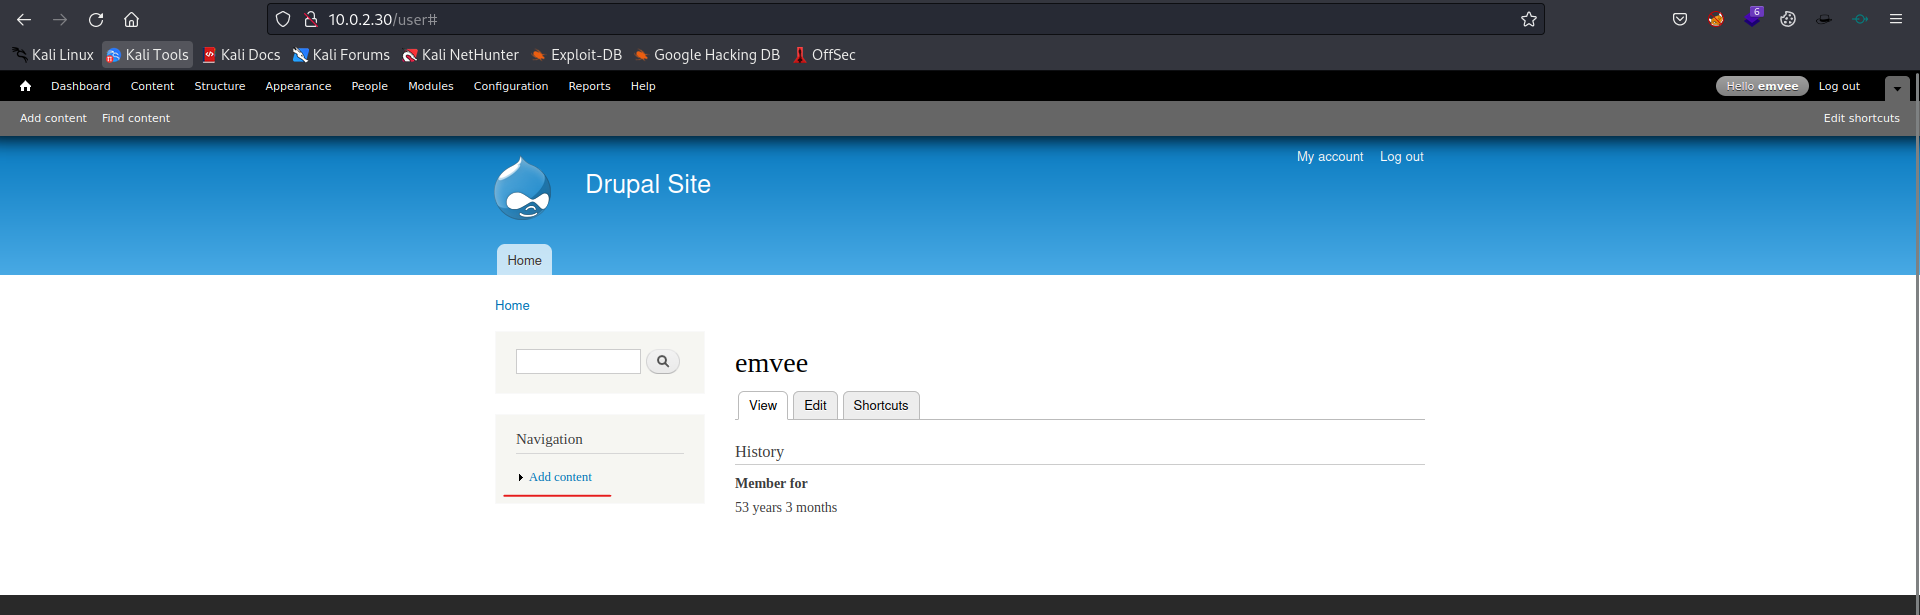 10.0.2.30/user#
6
Kali Linux Kali Tools Kali Docs Kali Forums Kali NetHunter Exploit-DB Google Hacking DB OffSec
Dashboard Content Structure Appearance People Modules Configuration Reports Help Hello emvee Log out
Add content Find content Edit shortcuts
My account Log out
Drupal Site
Home
Home
emvee
View Edit Shortcuts
Navigation
Add content
History
Member for
53 years 3 months